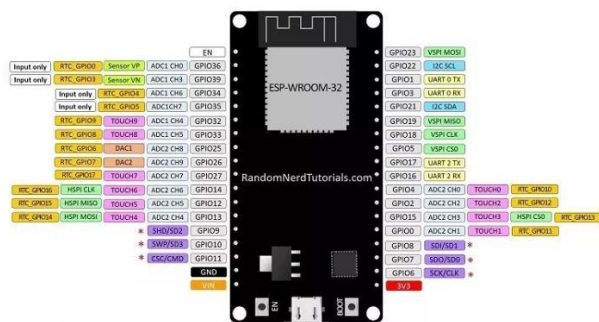 EN
Input only RTC_GPIO0 Sensor VP ADC1 CH0 GPIO36
Input only RTC_GPIO3 Sensor VN ADC1 CH3 GPIO39
Input only RTC_GPIO4 ADC1 CH6 GPIO34
Input only RTC_GPIO5 ADC1CH7 GPIO35
RTC_GPIO9 TOUCH9 ADC1 CH4 GPIO32
RTC_GPIO8 TOUCH8 ADC1 CH5 GPIO33
RTC_GPIO6 DAC1 ADC2 CH8 GPIO25
RTC_GPIO7 DAC2 ADC2 CH9 GPIO26
RTC_GPIO17 TOUCH7 ADC2 CH7 GPIO27
RTC_GPIO16 HSPI CLK TOUCH6 ADC2 CH6 GPIO14
RTC_GPIO15 HSPI MISO TOUCH5 ADC2 CH5 GPIO12
RTC_GPIO14 HSPI MOSI TOUCH4 ADC2 CH4 GPIO13
* SHD/SD2 GPIO9
* SWP/SD3 GPIO10
* CSC/CMD GPIO11
GND
VIN
ESP-WROOM-32
RandomNerdTutorials.com
EN
BOOT
GPIO23 VSPI MOSI
GPIO22 I2C SCL
GPIO1 UART 0 TX
GPIO3 UART 0 RX
GPIO21 I2C SDA
GPIO19 VSPI MISO
GPIO18 VSPI CLK
GPIO5 VSPI CS0
GPIO17 UART 2 TX
GPIO16 UART 2 RX
GPIO4 ADC2 CH0 TOUCH0 RTC_GPIO10
GPIO2 ADC2 CH2 TOUCH2 RTC_GPIO12
GPIO15 ADC2 CH3 TOUCH3 HSPI CS0 RTC_GPIO13
GPIO0 ADC2 CH1 TOUCH1 RTC_GPIO11
GPIO8 SDI/SD1 *
GPIO7 SDO/SD0 *
GPIO6 SCK/CLK *
3V3